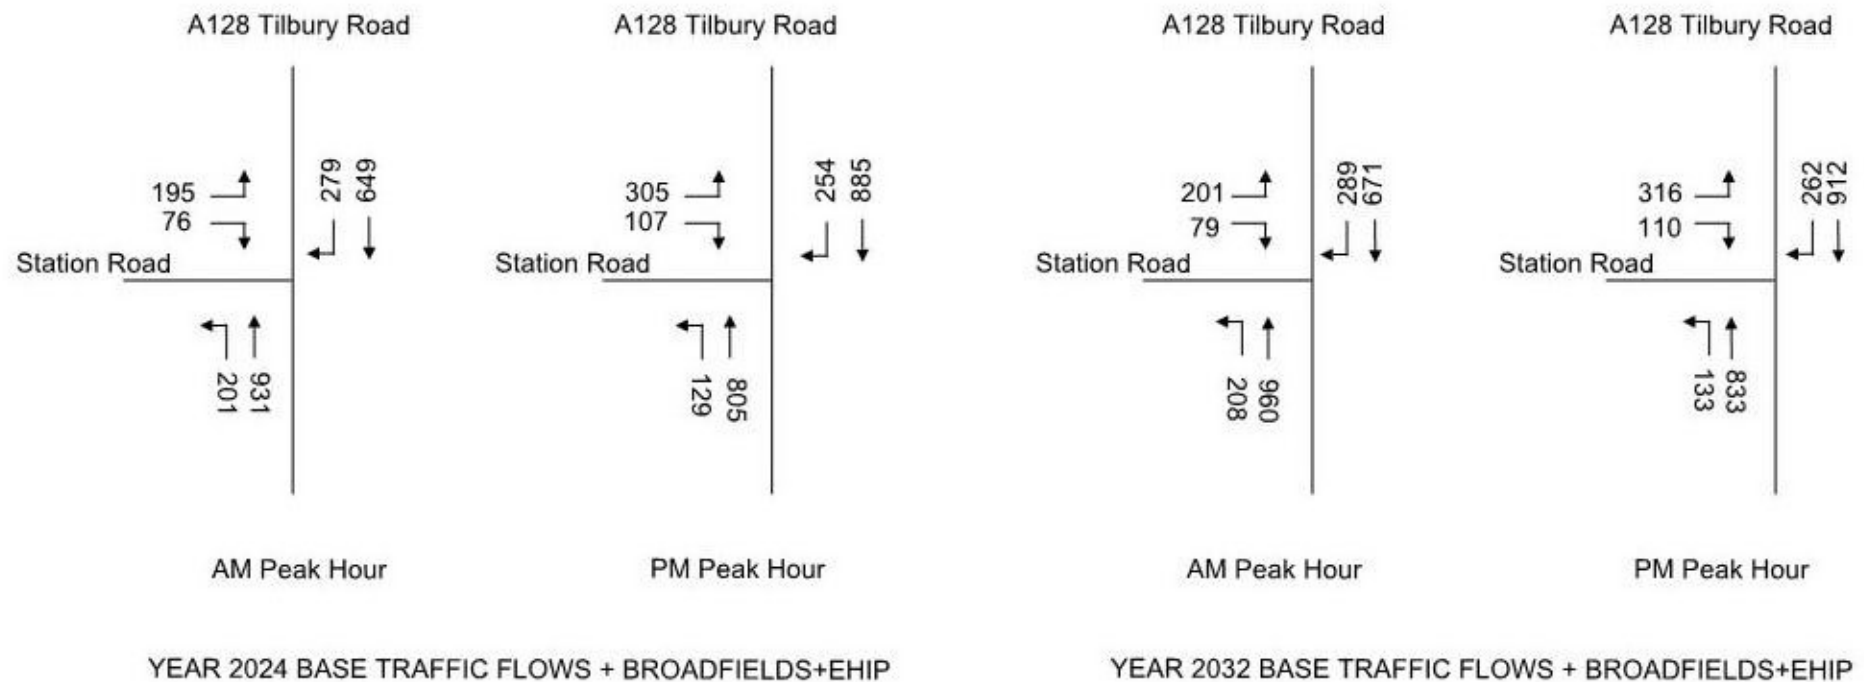 A128 Tilbury Road
A128 Tilbury Road
A128 Tilbury Road
A128 Tilbury Road
195
76
279
649
Station Road
201
931
305
107
254
885
Station Road
129
805
201
79
289
671
Station Road
208
960
316
110
262
912
Station Road
133
833
AM Peak Hour
PM Peak Hour
AM Peak Hour
PM Peak Hour
YEAR 2024 BASE TRAFFIC FLOWS + BROADFIELDS+EHIP
YEAR 2032 BASE TRAFFIC FLOWS + BROADFIELDS+EHIP